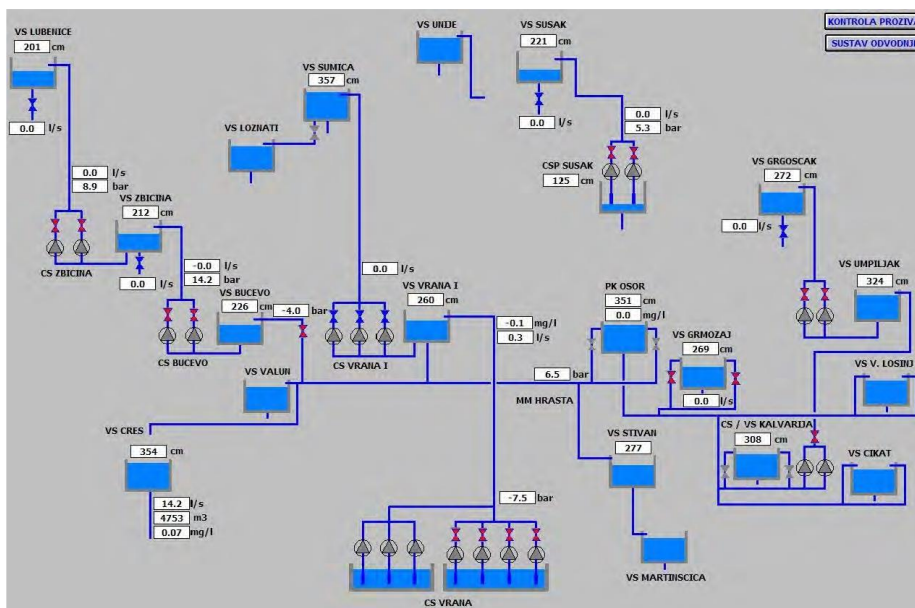 KONTROLA PROZIVA
SUSTAV ODVODNJE
VS LUBENICE
201 cm
0.0 l/s
0.0 l/s
8.9 bar
CS ZBICINA
VS ZBICINA
212 cm
0.0 l/s
-0.0 l/s
14.2 bar
CS BUCEVO
VS BUCEVO
226 cm
-4.0 bar
VS LOZNATI
VS SUMICA
357 cm
0.0 l/s
CS VRANA I
VS VRANA I
260 cm
-0.1 mg/l
0.3 l/s
VS UNIJE
VS SUSAK
221 cm
0.0 l/s
0.0 l/s
5.3 bar
CSP SUSAK
125 cm
VS GRGOSCAK
272 cm
0.0 l/s
VS UMPILJAK
324 cm
PK OSOR
351 cm
0.0 mg/l
VS GRMOZAJ
269 cm
0.0 l/s
6.5 bar
MM HRASTA
VS V. LOSINJ
CS / VS KALVARIJA
308 cm
VS CIKAT
VS VALUN
VS CRES
354 cm
14.2 l/s
4753 m3
0.07 mg/l
VS STIVAN
277
VS MARTINSCICA
-7.5 bar
CS VRANA